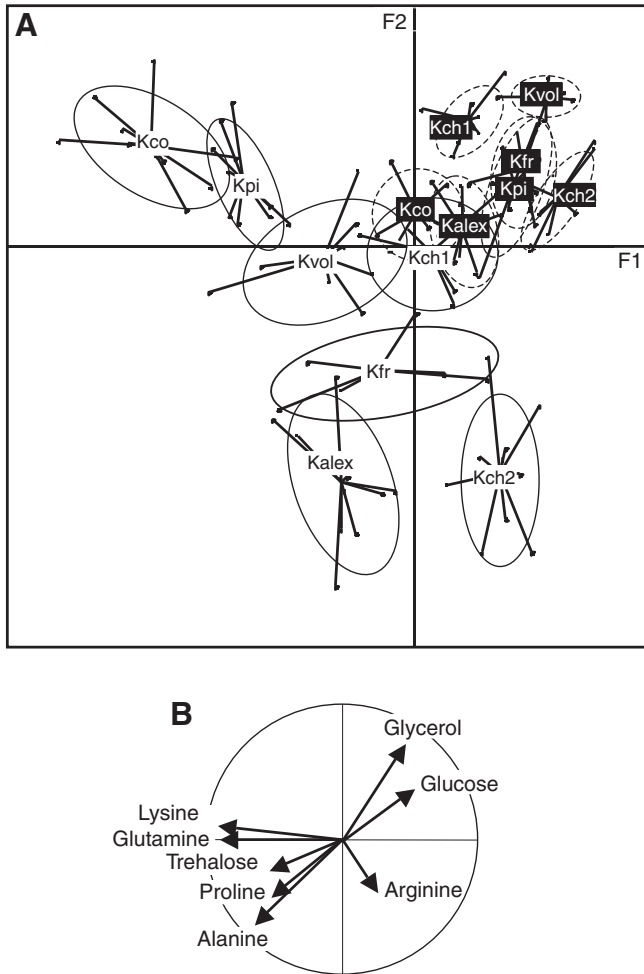 A
F2
Kvol
Kch1
Kco
Kfr
Kpi
Kpi
Kch2
Kco
Kalex
Kvol
Kch1
F1
Kfr
Kalex
Kch2
B
Glycerol
Glucose
Lysine
Glutamine
Trehalose
Proline
Arginine
Alanine